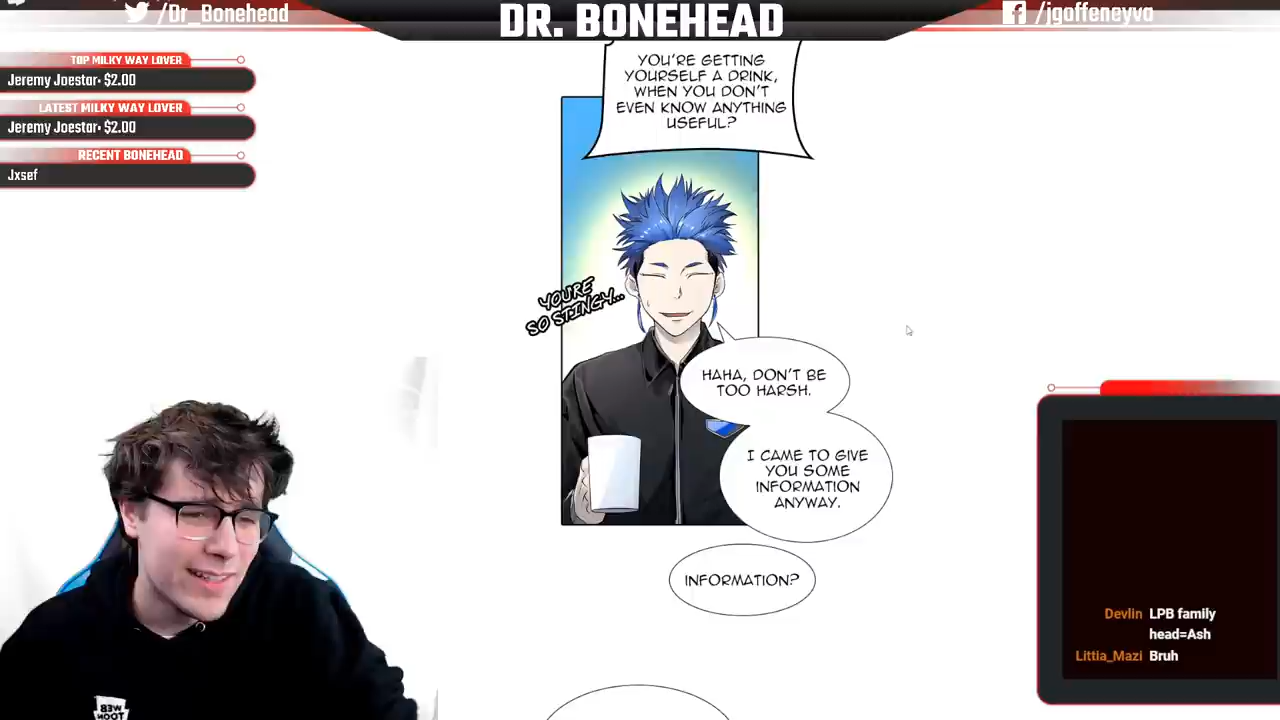 /Dr_Bonehead
DR. BONEHEAD
/jgoffeneyva
TOP MILKY WAY LOVER
Jeremy Joestar• $2.00
LATEST MILKY WAY LOVER
Jeremy Joestar• $2.00
RECENT BONEHEAD
Jxsef
YOU'RE GETTING
YOURSELF A DRINK,
WHEN YOU DON'T
EVEN KNOW ANYTHING
USEFUL?
YOU'RE
SO STINGY...
HAHA, DON'T BE
TOO HARSH.
I CAME TO GIVE
YOU SOME
INFORMATION
ANYWAY.
INFORMATION?
Devlin LPB family
head=Ash
Littia_Mazi Bruh
WEB
TOON